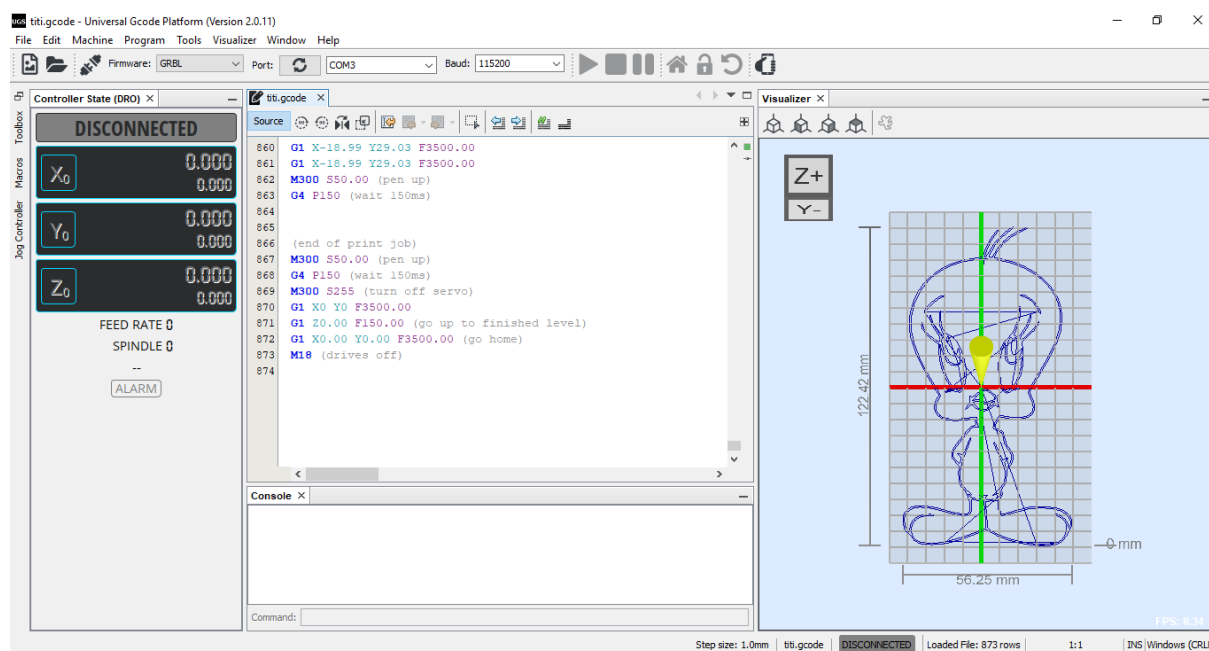 UGS titi.gcode - Universal Gcode Platform (Version 2.0.11)
File Edit Machine Program Tools Visualizer Window Help
Firmware: GRBL Port: COM3 Baud: 115200
Toolbox
Macros
Jog Controller
Controller State (DRO)
DISCONNECTED
X0 0.000
0.000
Y0 0.000
0.000
Z0 0.000
0.000
FEED RATE 0
SPINDLE 0
--
ALARM
titi.gcode
Source
860 G1 X-18.99 Y29.03 F3500.00
861 G1 X-18.99 Y29.03 F3500.00
862 M300 S50.00 (pen up)
863 G4 P150 (wait 150ms)
864
865
866 (end of print job)
867 M300 S50.00 (pen up)
868 G4 P150 (wait 150ms)
869 M300 S255 (turn off servo)
870 G1 X0 Y0 F3500.00
871 G1 Z0.00 F150.00 (go up to finished level)
872 G1 X0.00 Y0.00 F3500.00 (go home)
873 M18 (drives off)
874
Console
Command:
Visualizer
Z+
Y-
122.42 mm
0 mm
56.25 mm
FPS: 8.34
Step size: 1.0mm titi.gcode DISCONNECTED Loaded File: 873 rows 1:1 INS Windows (CRL